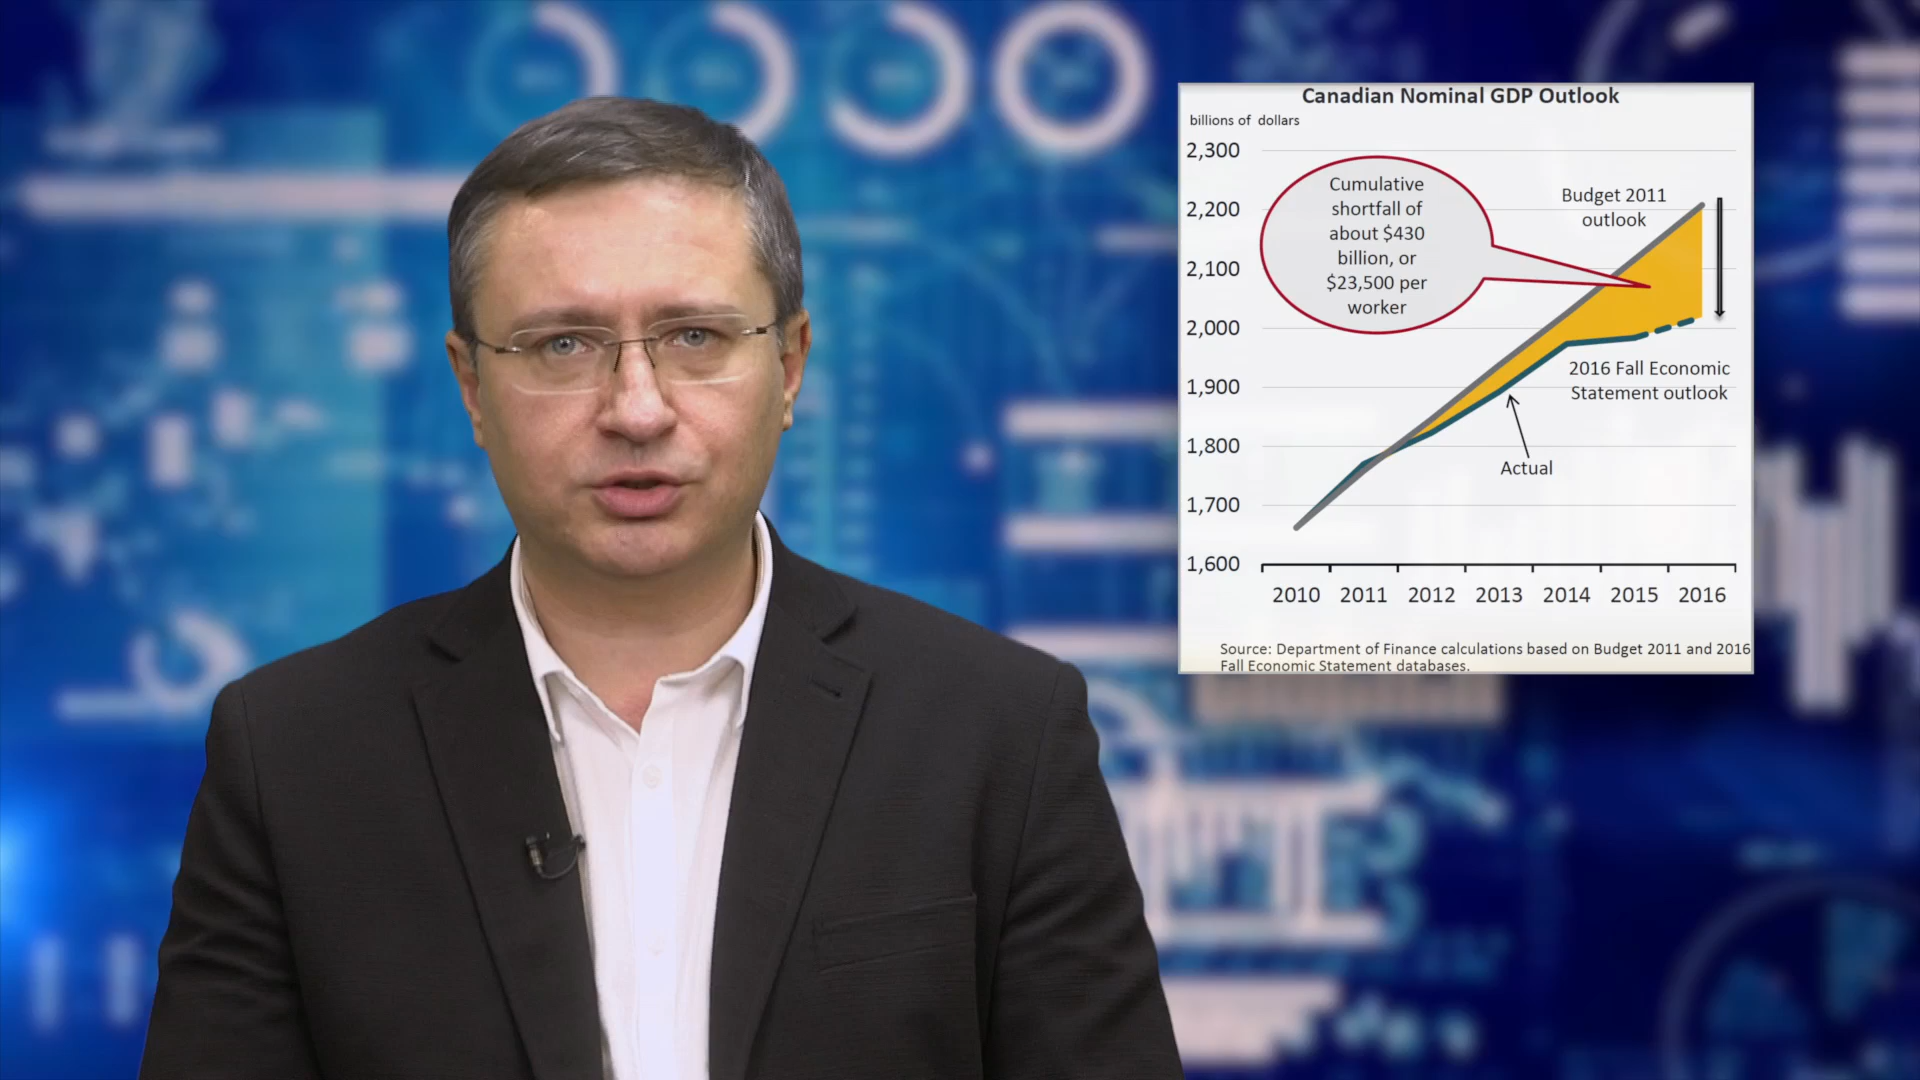 Canadian Nominal GDP Outlook
billions of dollars
2,300
2,200
2,100
2,000
1,900
1,800
1,700
1,600
Cumulative
shortfall of
about $430
billion, or
$23,500 per
worker
Budget 2011
outlook
2016 Fall Economic
Statement outlook
Actual
2010 2011 2012 2013 2014 2015 2016
Source: Department of Finance calculations based on Budget 2011 and 2016
Fall Economic Statement databases.